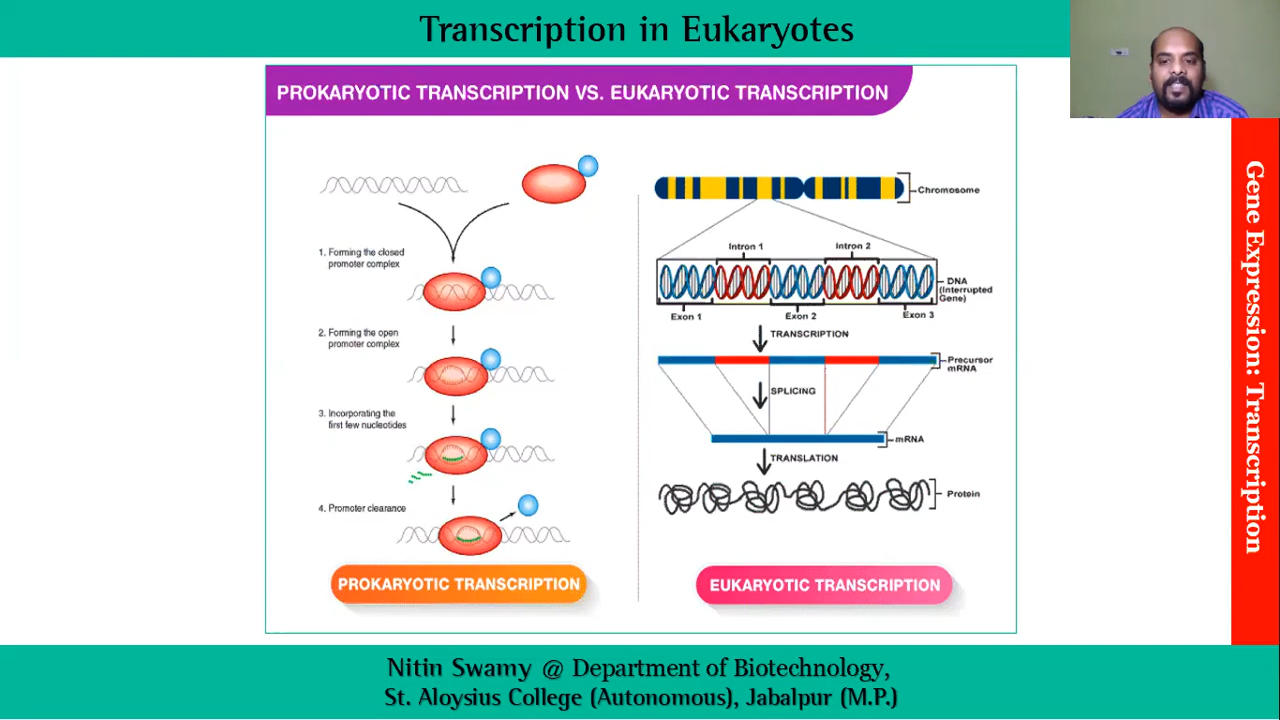 Transcription in Eukaryotes
PROKARYOTIC TRANSCRIPTION VS. EUKARYOTIC TRANSCRIPTION
1. Forming the closed
promoter complex
2. Forming the open
promoter complex
3. Incorporating the
first few nucleotides
4. Promoter clearance
PROKARYOTIC TRANSCRIPTION
Chromosome
Intron 1
Intron 2
DNA
(Interrupted
Gene)
Exon 1
Exon 2
Exon 3
TRANSCRIPTION
Precursor
mRNA
SPLICING
mRNA
TRANSLATION
Protein
EUKARYOTIC TRANSCRIPTION
Gene Expression: Transcription
Nitin Swamy @ Department of Biotechnology,
St. Aloysius College (Autonomous), Jabalpur (M.P.)